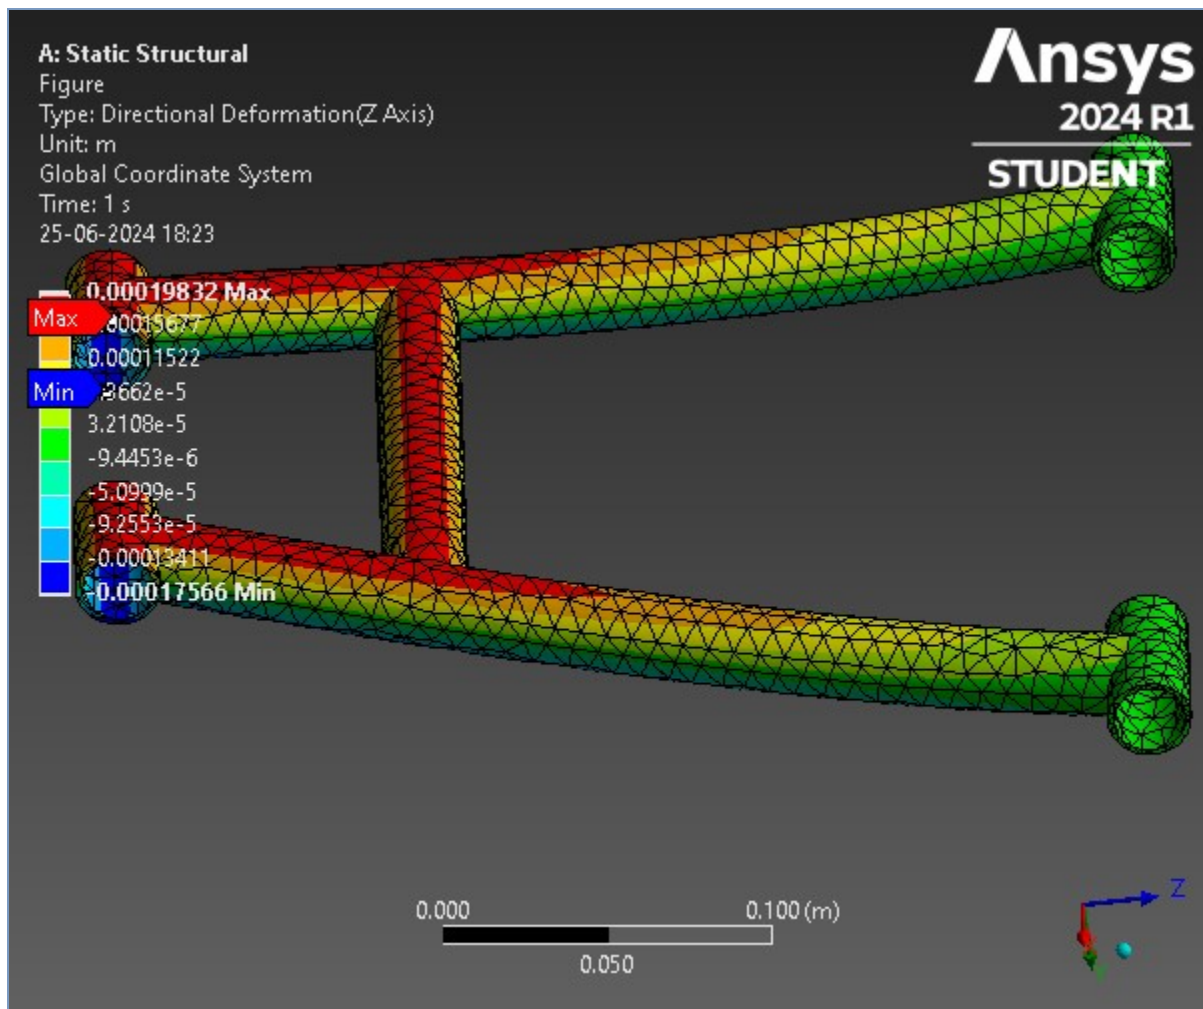 A: Static Structural
Figure
Type: Directional Deformation(Z Axis)
Unit: m
Global Coordinate System
Time: 1 s
25-06-2024 18:23
Ansys
2024 R1
STUDENT
0.00019832 Max
Max
0.00011522
Min
3.2108e-5
-9.4453e-6
-5.0999e-5
-9.2553e-5
-0.00013411
-0.00017566 Min
0.000
0.100 (m)
0.050
Z